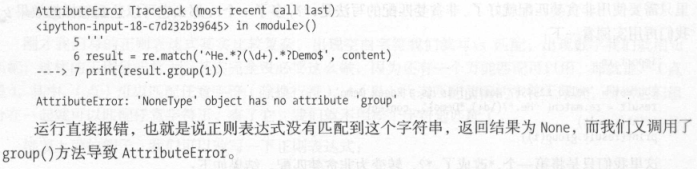 AttributeError Traceback (most recent call last)
<ipython-input-18-c7d232b39645> in <module>()
5 '''
6 result = re.match('^He.*?(\d+).*?Demo$', content)
----> 7 print(result.group(1))
AttributeError: 'NoneType' object has no attribute 'group'
运行直接报错，也就是说正则表达式没有匹配到这个字符串，返回结果为 None，而我们又调用了
group()方法导致 AttributeError。